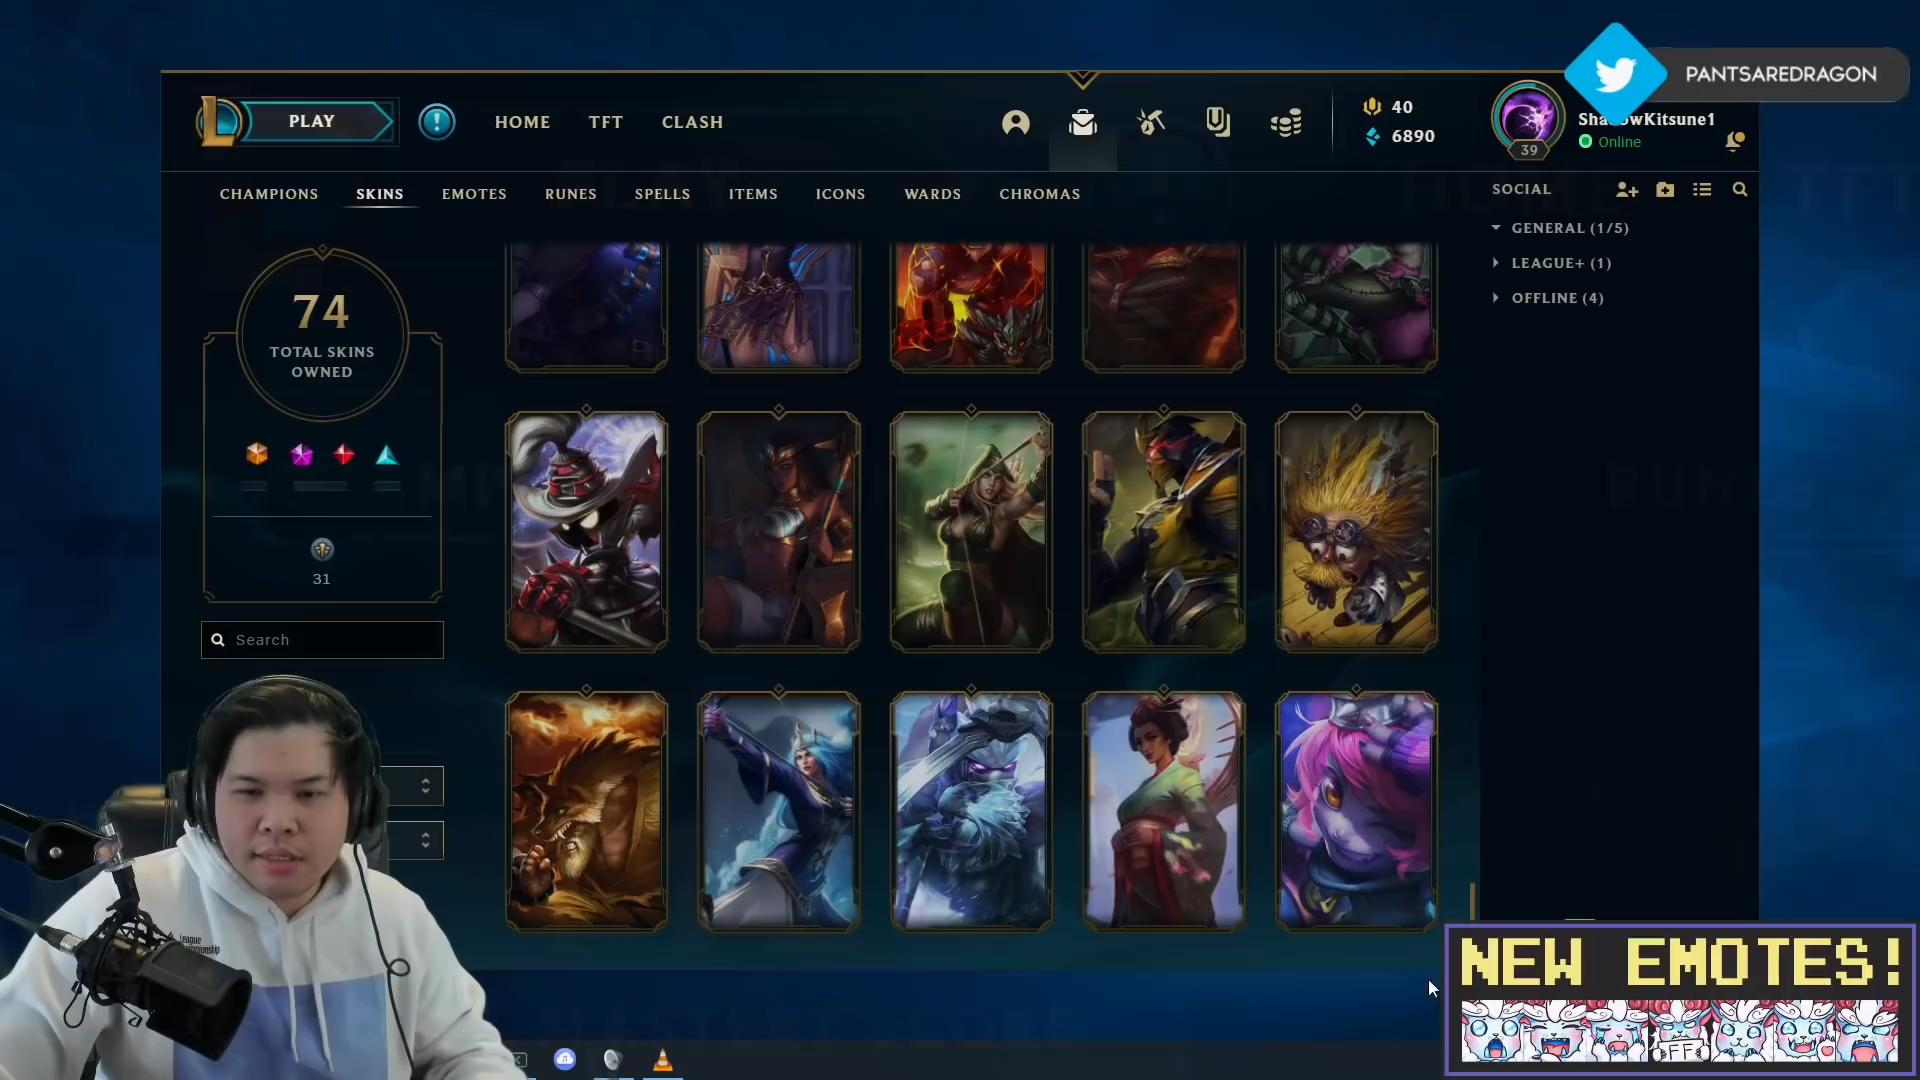 PANTSAREDRAGON
PLAY
HOME
TFT
CLASH
40
6890
39
Online
CHAMPIONS
SKINS
EMOTES
RUNES
SPELLS
ITEMS
ICONS
WARDS
CHROMAS
SOCIAL
GENERAL (1/5)
LEAGUE+ (1)
OFFLINE (4)
74
TOTAL SKINS
OWNED
31
Search
NEW EMOTES!
FF